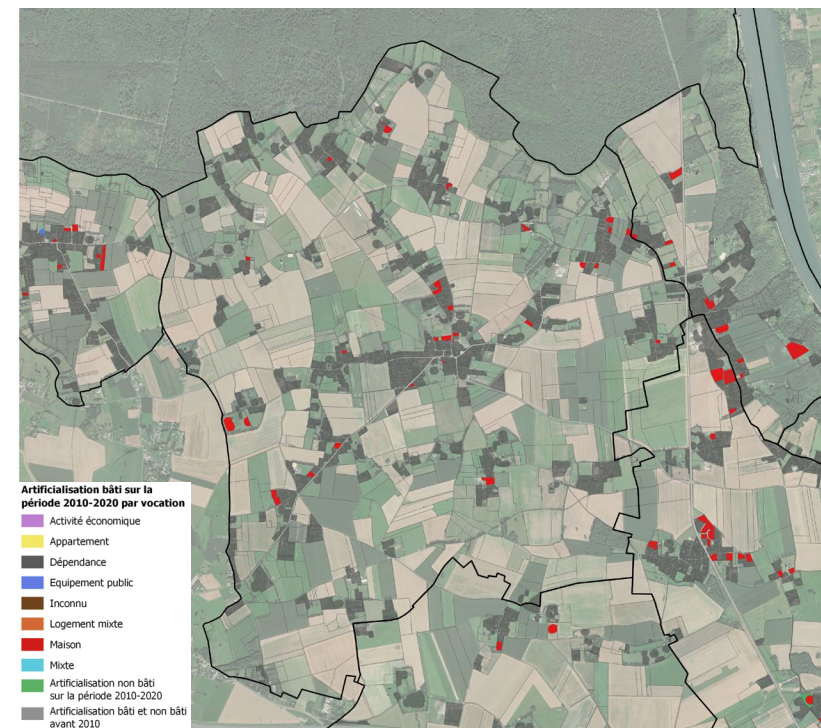 Artificialisation bâti sur la
période 2010-2020 par vocation
Activité économique
Appartement
Dépendance
Equipement public
Inconnu
Logement mixte
Maison
Mixte
Artificialisation non bâti
sur la période 2010-2020
Artificialisation bâti et non bâti
avant 2010